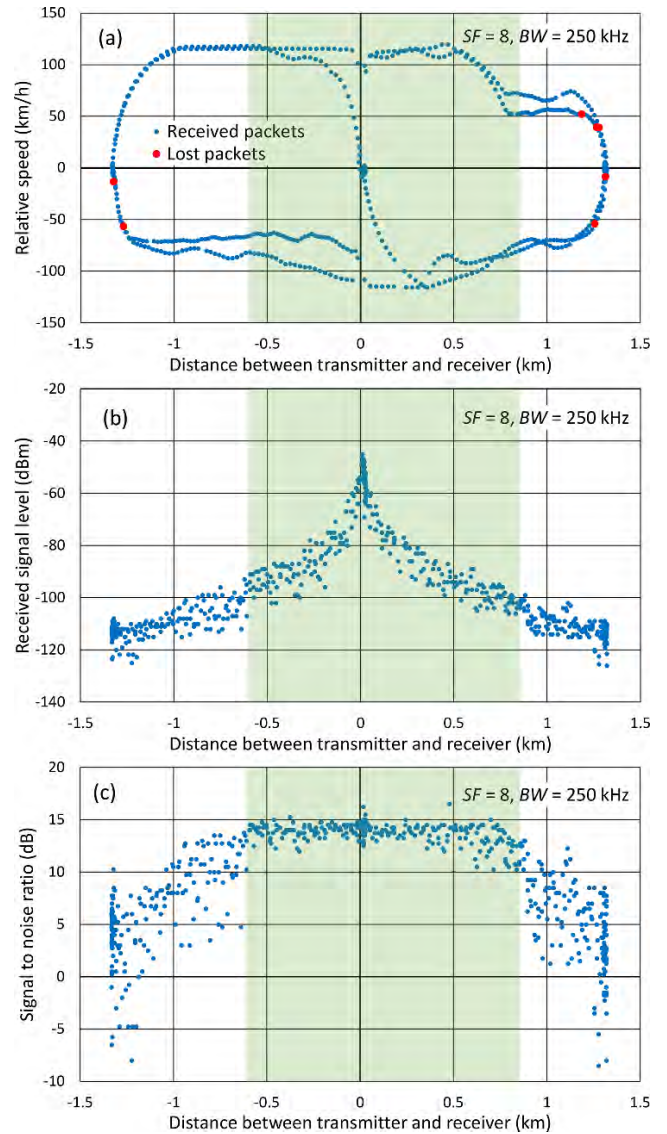 (a)
SF = 8, BW = 250 kHz
Relative speed (km/h)
150
100
50
0
-50
-100
-150
Received packets
Lost packets
-1.5 -1 -0.5 0 0.5 1 1.5
Distance between transmitter and receiver (km)
(b)
SF = 8, BW = 250 kHz
Received signal level (dBm)
-20
-40
-60
-80
-100
-120
-140
-1.5 -1 -0.5 0 0.5 1 1.5
Distance between transmitter and receiver (km)
(c)
SF = 8, BW = 250 kHz
Signal to noise ratio (dB)
20
15
10
5
0
-5
-10
-1.5 -1 -0.5 0 0.5 1 1.5
Distance between transmitter and receiver (km)